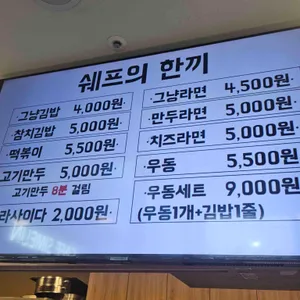 쉐프의 한끼
·그냥김밥 4,000원·
참치김밥 5,000원·
·떡볶이 5,500원·
고기만두 5,000원·
고기만두 8분 걸림
라사이다 2,000원·
·그냥라면 4,500원·
·만두라면 5,000원·
·치즈라면 5,000원·
·우동 5,500원·
·우동세트 9,000원·
(우동1개+김밥1줄)